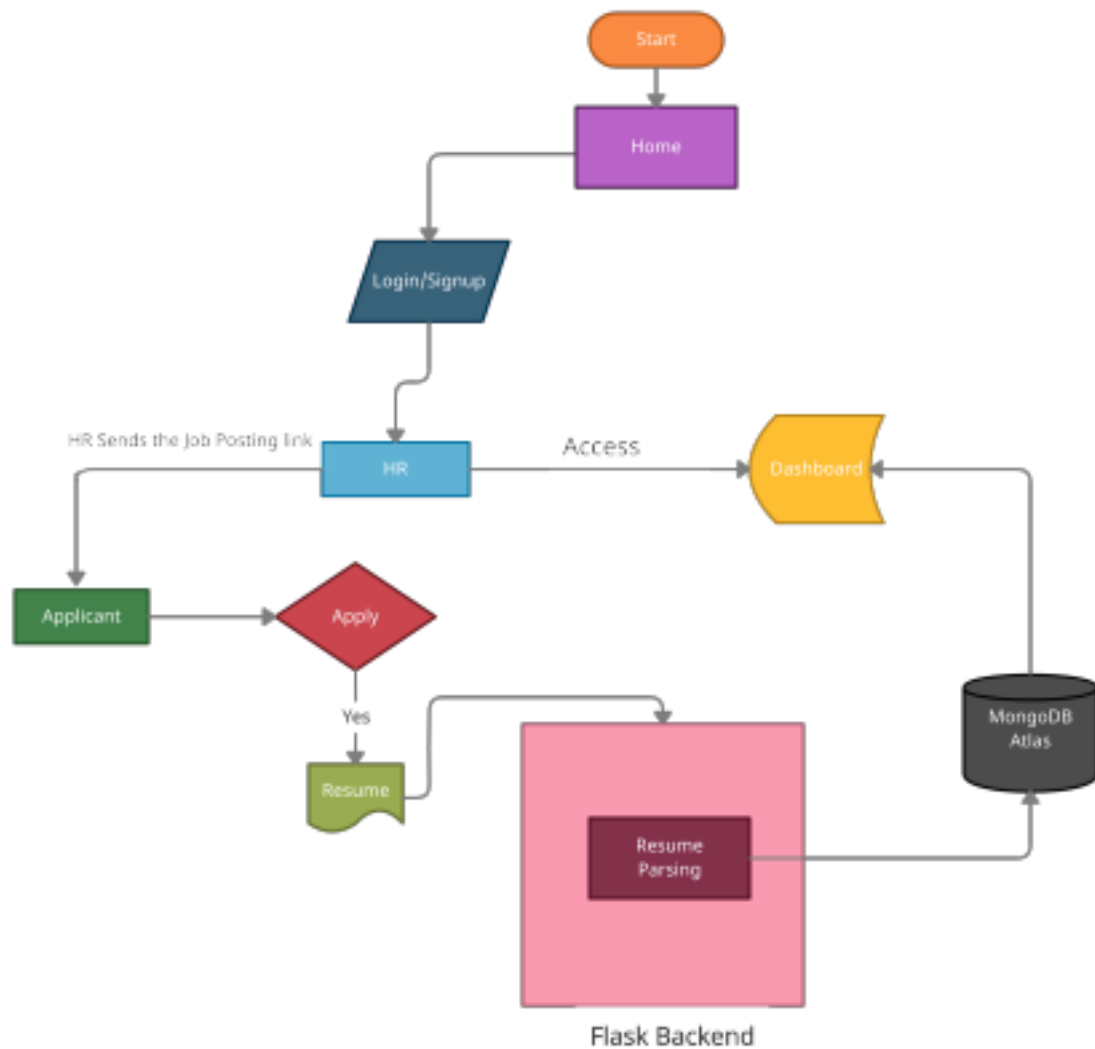 Start
Home
Login/Signup
HR Sends the Job Posting link
HR
Access
Dashboard
Applicant
Apply
Yes
Resume
MongoDB
Atlas
Resume
Parsing
Flask Backend